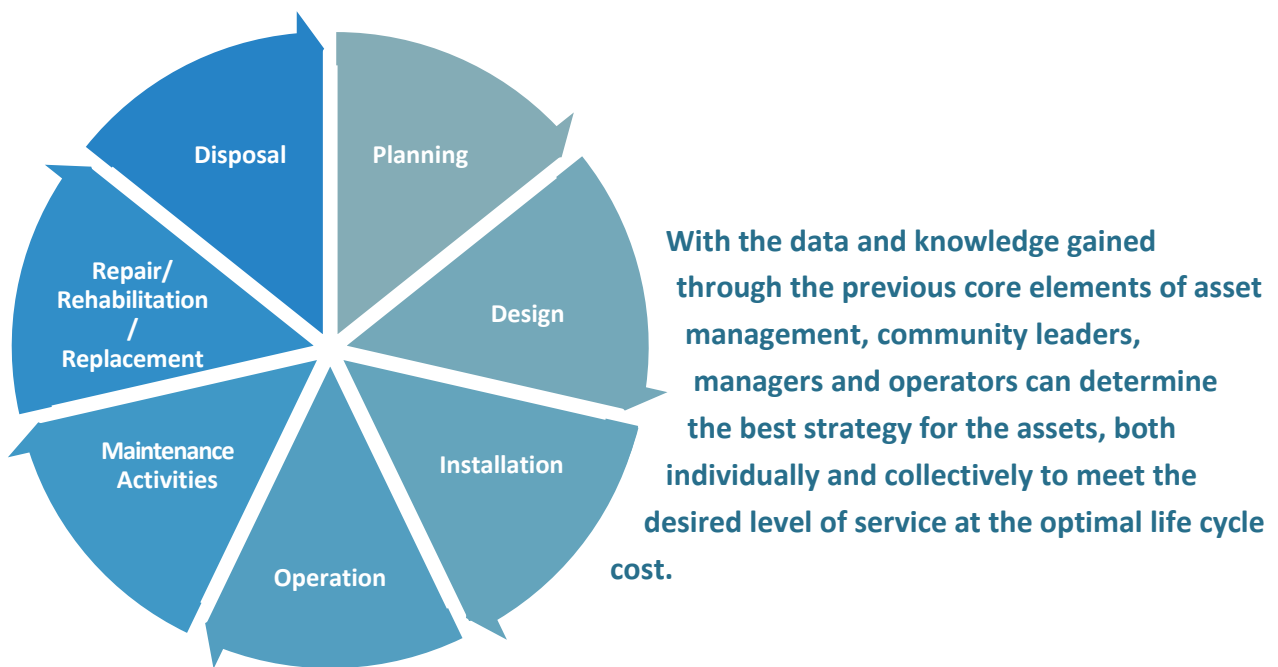 Disposal
Planning
Design
Installation
Operation
Maintenance
Activities
Repair/
Rehabilitation
/
Replacement
With the data and knowledge gained
through the previous core elements of asset
management, community leaders,
managers and operators can determine
the best strategy for the assets, both
individually and collectively to meet the
desired level of service at the optimal life cycle
cost.